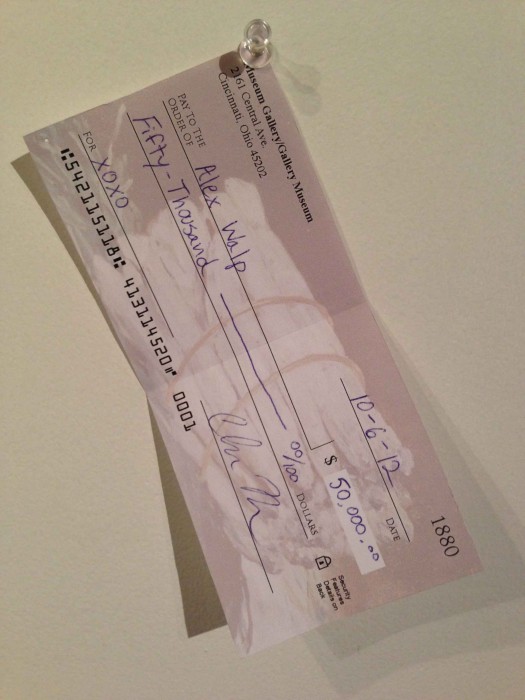 Museum Gallery/Gallery Museum
2161 Central Ave.
Cincinnati, Ohio 45202
1880
10-6-12
DATE
PAY TO THE
ORDER OF
Alex Walp
$ 50,000.00
Fifty-Thousand 00/100 DOLLARS
Security
Features
Details on
Back
FOR XOXO
⑆542115118⑆ 413114520⑈ 0001